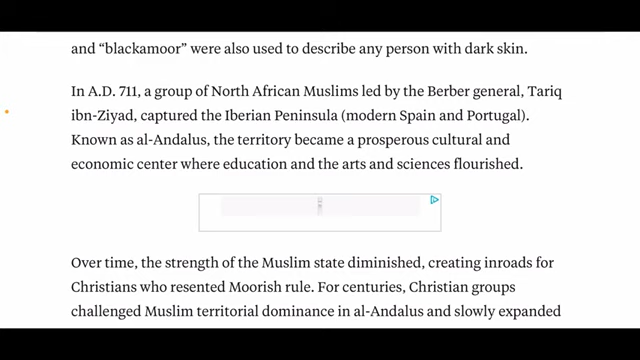 and “blackamoor” were also used to describe any person with dark skin.
In A.D. 711, a group of North African Muslims led by the Berber general, Tariq
ibn-Ziyad, captured the Iberian Peninsula (modern Spain and Portugal).
Known as al-Andalus, the territory became a prosperous cultural and
economic center where education and the arts and sciences flourished.
Over time, the strength of the Muslim state diminished, creating inroads for
Christians who resented Moorish rule. For centuries, Christian groups
challenged Muslim territorial dominance in al-Andalus and slowly expanded